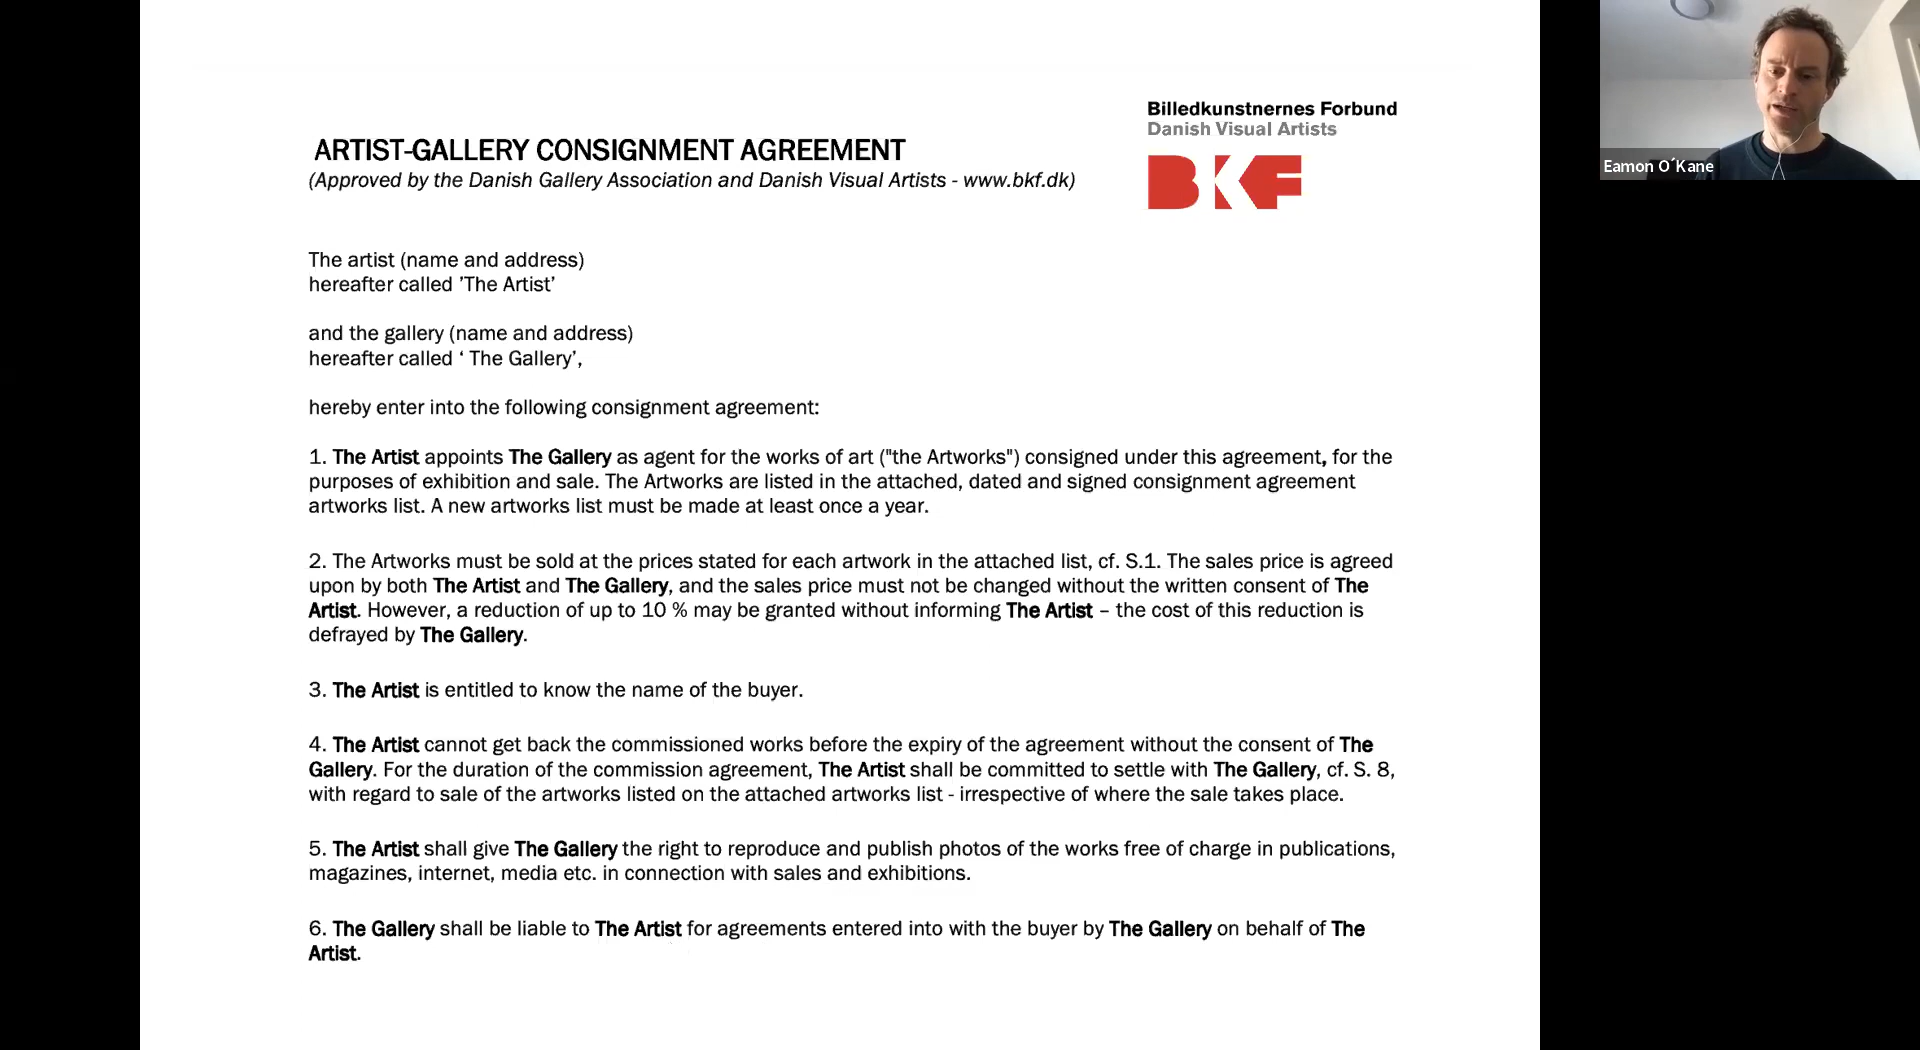 Billedkunstnernes Forbund
Danish Visual Artists
BKF
ARTIST-GALLERY CONSIGNMENT AGREEMENT
(Approved by the Danish Gallery Association and Danish Visual Artists - www.bkf.dk)
The artist (name and address)
hereafter called ’The Artist’
and the gallery (name and address)
hereafter called ‘ The Gallery’,
hereby enter into the following consignment agreement:
1. The Artist appoints The Gallery as agent for the works of art ("the Artworks") consigned under this agreement, for the
purposes of exhibition and sale. The Artworks are listed in the attached, dated and signed consignment agreement
artworks list. A new artworks list must be made at least once a year.
2. The Artworks must be sold at the prices stated for each artwork in the attached list, cf. S.1. The sales price is agreed
upon by both The Artist and The Gallery, and the sales price must not be changed without the written consent of The
Artist. However, a reduction of up to 10 % may be granted without informing The Artist – the cost of this reduction is
defrayed by The Gallery.
3. The Artist is entitled to know the name of the buyer.
4. The Artist cannot get back the commissioned works before the expiry of the agreement without the consent of The
Gallery. For the duration of the commission agreement, The Artist shall be committed to settle with The Gallery, cf. S. 8,
with regard to sale of the artworks listed on the attached artworks list - irrespective of where the sale takes place.
5. The Artist shall give The Gallery the right to reproduce and publish photos of the works free of charge in publications,
magazines, internet, media etc. in connection with sales and exhibitions.
6. The Gallery shall be liable to The Artist for agreements entered into with the buyer by The Gallery on behalf of The
Artist.
Eamon O´Kane